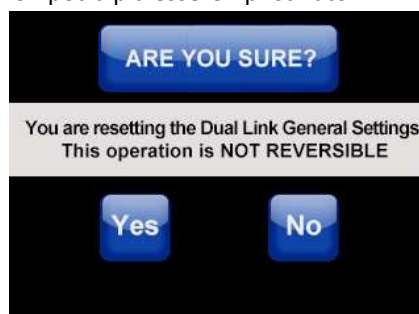 ARE YOU SURE?
You are resetting the Dual Link General Settings
This operation is NOT REVERSIBLE
Yes
No